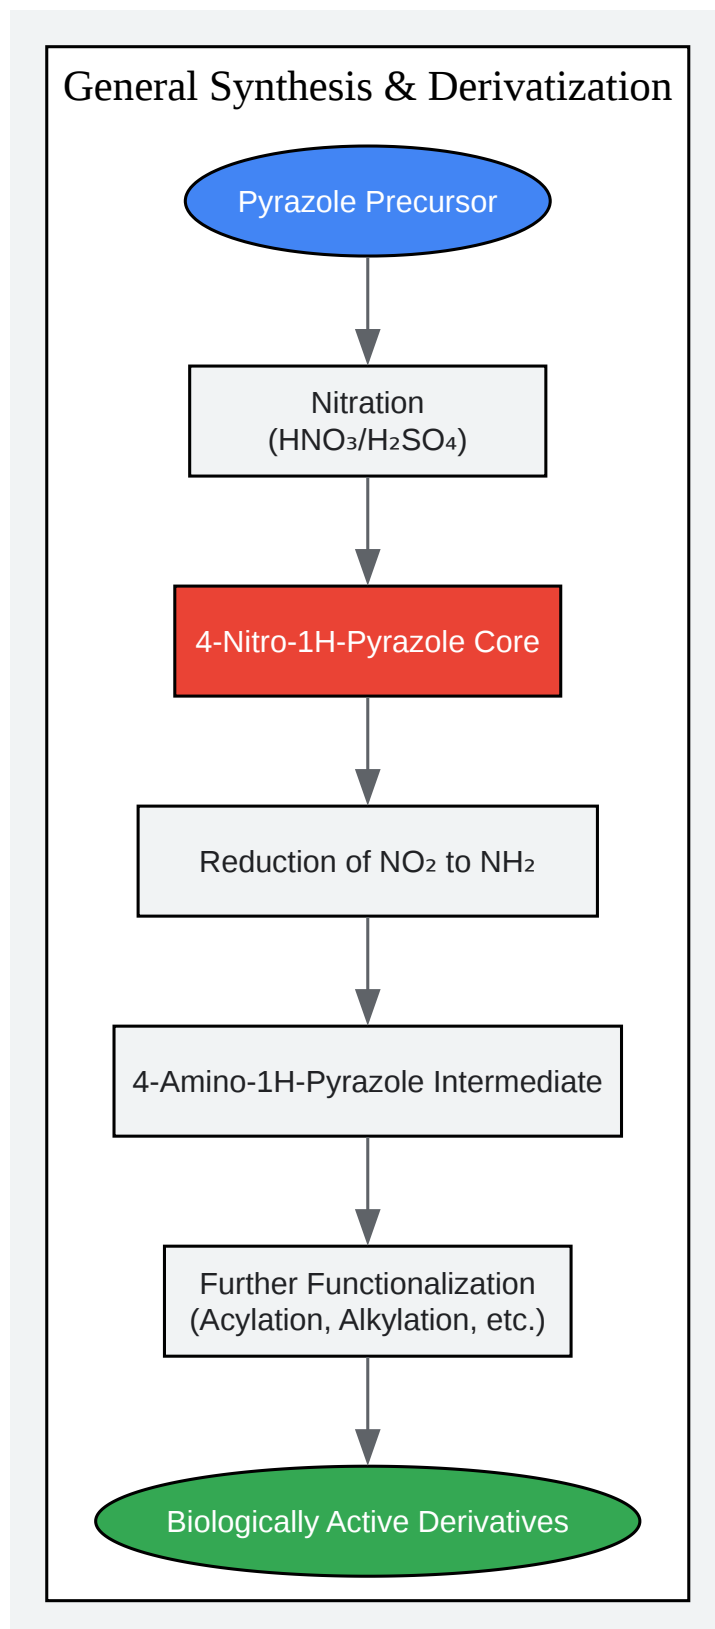 General Synthesis & Derivatization
Pyrazole Precursor
Nitration
(HNO₃/H₂SO₄)
4-Nitro-1H-Pyrazole Core
Reduction of NO₂ to NH₂
4-Amino-1H-Pyrazole Intermediate
Further Functionalization
(Acylation, Alkylation, etc.)
Biologically Active Derivatives